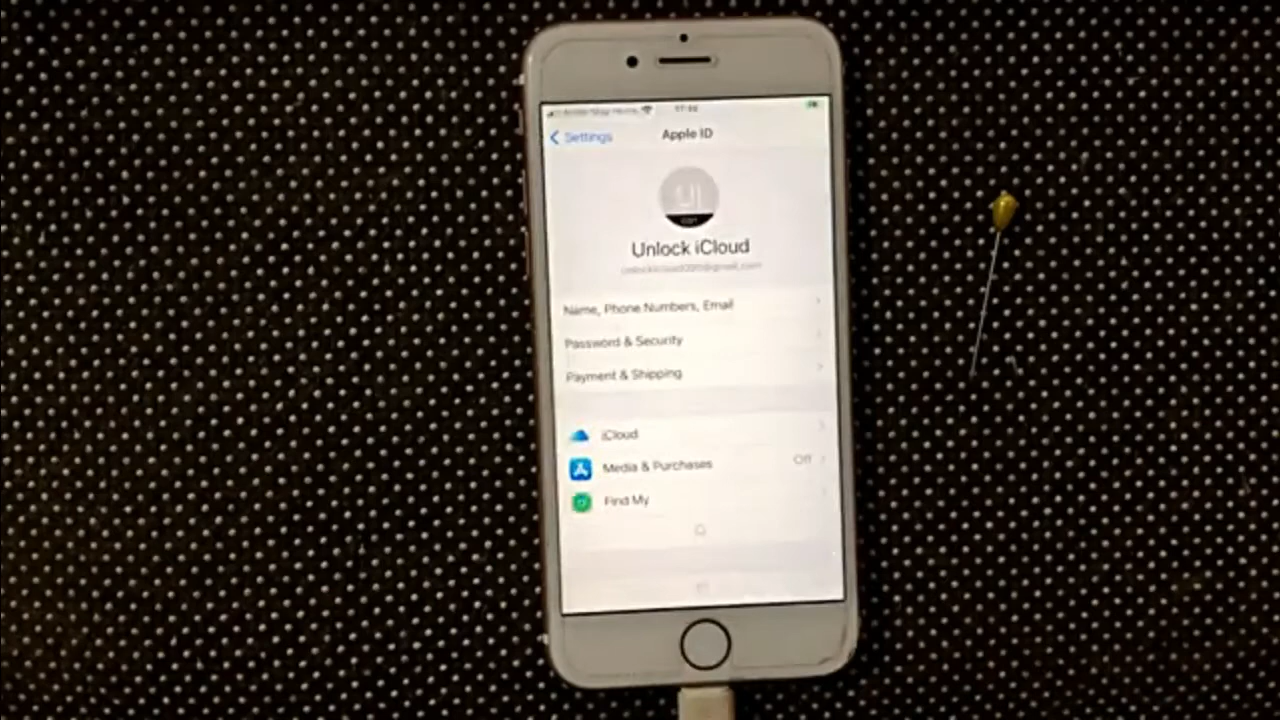 Settings
Apple ID
Unlock iCloud
Name, Phone Numbers, Email
Password & Security
Payment & Shipping
iCloud
Media & Purchases Off
Find My